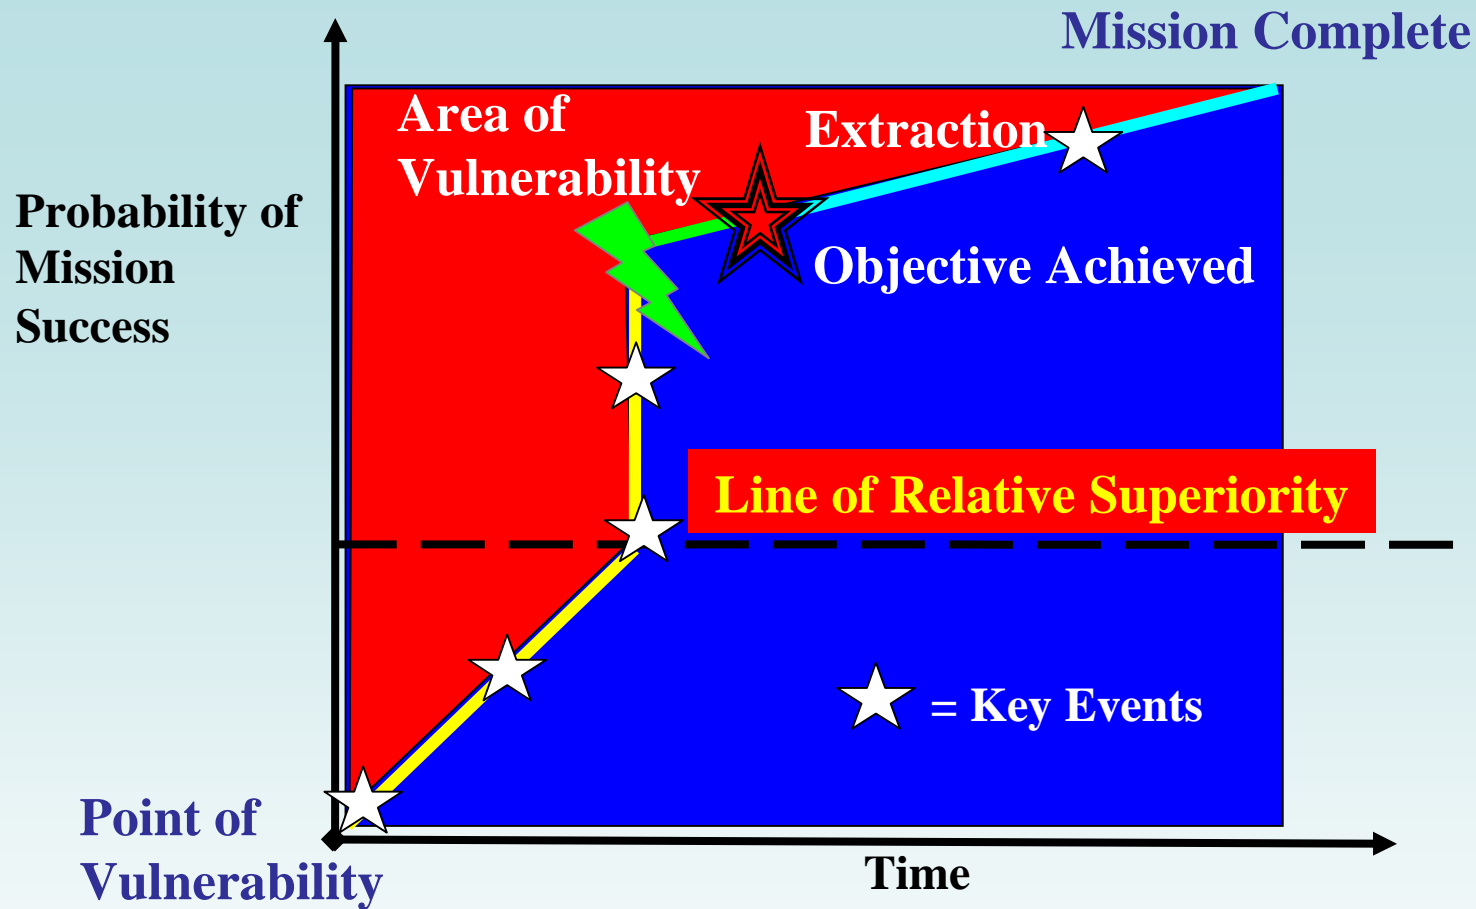 Mission Complete
Area of
Vulnerability
Extraction
Probability of
Mission
Success
Objective Achieved
Line of Relative Superiority
= Key Events
Point of
Vulnerability
Time